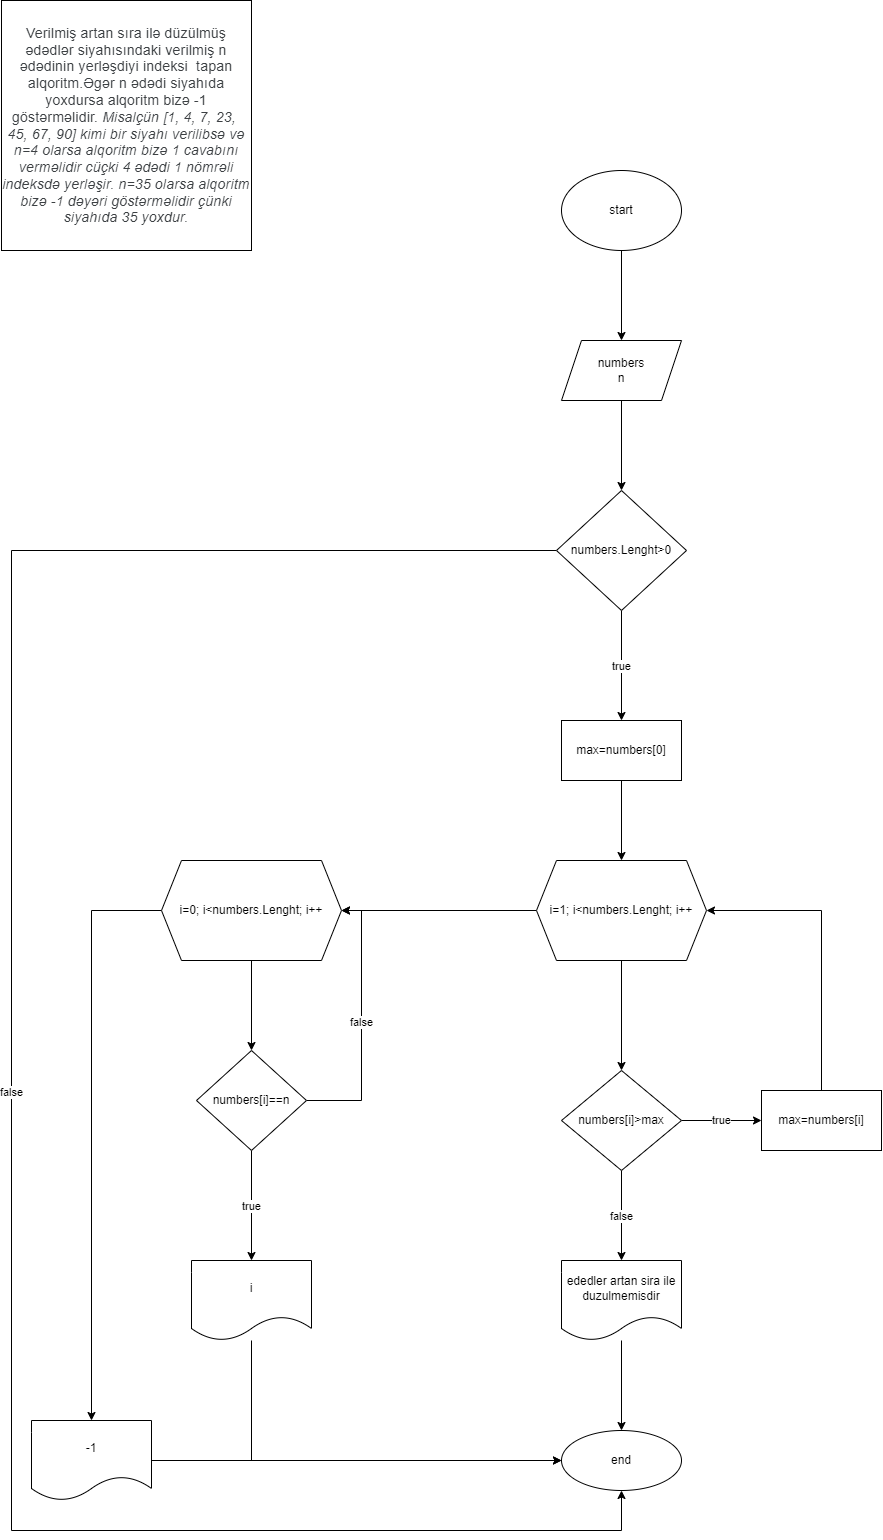 Verilmiş artan sıra ilə düzülmüş
ədədlər siyahısındaki verilmiş n
ədədinin yerləşdiyi indeksi  tapan
alqoritm.Əgər n ədədi siyahıda
yoxdursa alqoritm bizə -1
göstərməlidir. Misalçün [1, 4, 7, 23,
45, 67, 90] kimi bir siyahı verilibsə və
n=4 olarsa alqoritm bizə 1 cavabını
verməlidir cüçki 4 ədədi 1 nömrəli
indeksdə yerləşir. n=35 olarsa alqoritm
bizə -1 dəyəri göstərməlidir çünki
siyahıda 35 yoxdur.
start
numbers
n
numbers.Lenght>0
true
max=numbers[0]
i=0; i<numbers.Lenght; i++
i=1; i<numbers.Lenght; i++
false
false
numbers[i]==n
numbers[i]>max
true
max=numbers[i]
true
false
i
ededler artan sira ile
duzulmemisdir
-1
end